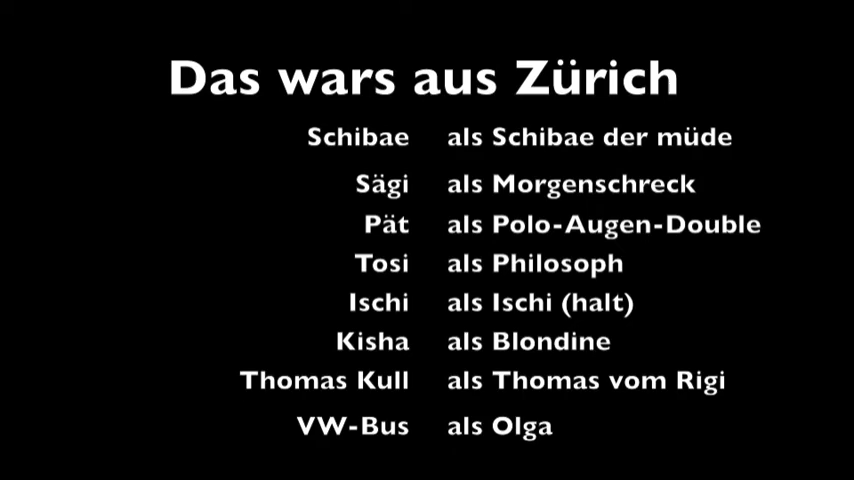 Das wars aus Zürich
Schibae als Schibae der müde
Sägi als Morgenschreck
Pät als Polo-Augen-Double
Tosi als Philosoph
Ischi als Ischi (halt)
Kisha als Blondine
Thomas Kull als Thomas vom Rigi
VW-Bus als Olga